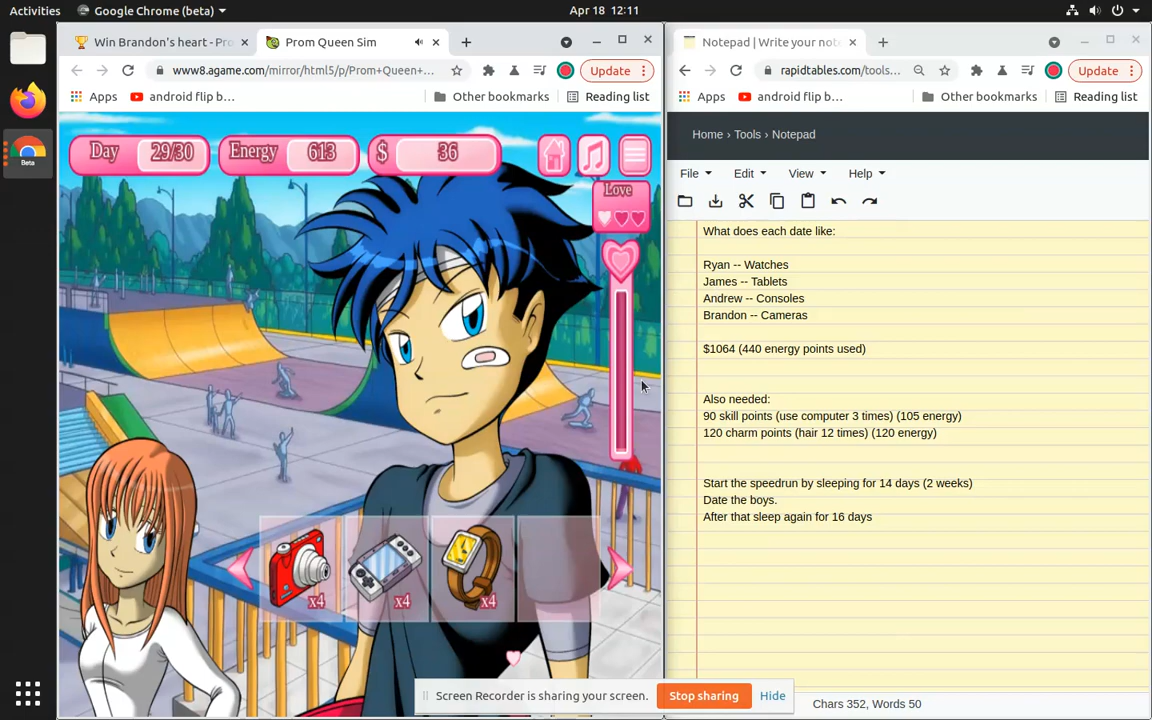 Activities
Google Chrome (beta)
Apr 18 12:11
Win Brandon's heart - Pro
Prom Queen Sim
Notepad | Write your not
www8.agame.com/mirror/html5/p/Prom+Queen+...
Update
rapidtables.com/tools...
Update
Apps
android flip b...
Other bookmarks
Reading list
Apps
android flip b...
Other bookmarks
Reading list
Beta
Day 29/30
Energy 613
$ 36
Love
x4
x4
x4
Home › Tools › Notepad
File
Edit
View
Help
What does each date like:
Ryan -- Watches
James -- Tablets
Andrew -- Consoles
Brandon -- Cameras
$1064 (440 energy points used)
Also needed:
90 skill points (use computer 3 times) (105 energy)
120 charm points (hair 12 times) (120 energy)
Start the speedrun by sleeping for 14 days (2 weeks)
Date the boys.
After that sleep again for 16 days
Screen Recorder is sharing your screen.
Stop sharing
Hide
Chars 352, Words 50